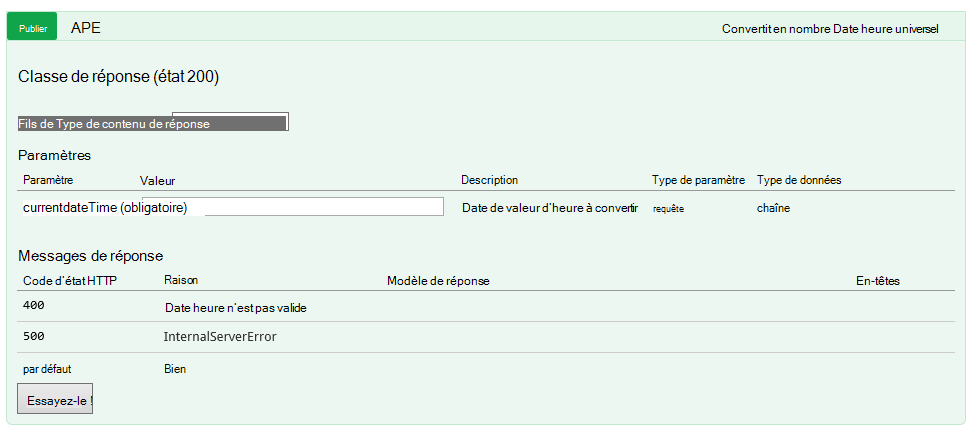 Publier APE Convertit en nombre Date heure universel
Classe de réponse (état 200)
Fils de Type de contenu de réponse
Paramètres
Paramètre Valeur Description Type de paramètre Type de données
currentdateTime (obligatoire) Date de valeur d'heure à convertir requête chaîne
Messages de réponse
Code d'état HTTP Raison Modèle de réponse En-têtes
400 Date heure n'est pas valide
500 InternalServerError
par défaut Bien
Essayez-le !